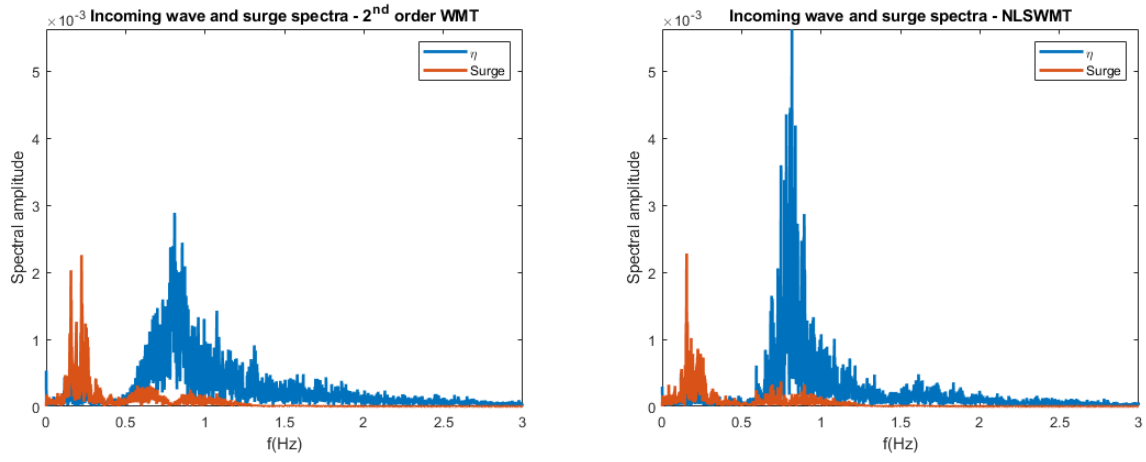 Incoming wave and surge spectra - 2nd order WMT
×10-3
5
4
3
2
1
0
Spectral amplitude
0 0.5 1 1.5 2 2.5 3
f(Hz)
η
Surge
Incoming wave and surge spectra - NLSWMT
×10-3
5
4
3
2
1
0
Spectral amplitude
0 0.5 1 1.5 2 2.5 3
f(Hz)
η
Surge